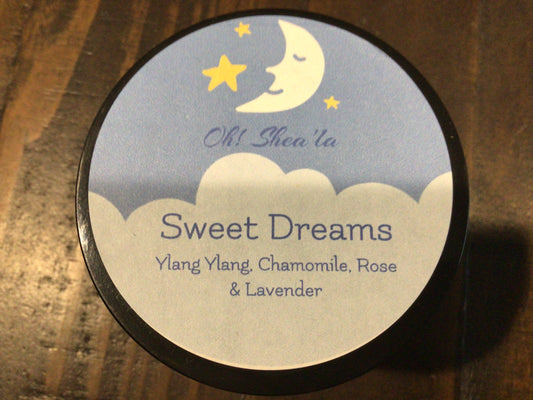 Oh! Shea'la
Sweet Dreams
Ylang Ylang, Chamomile, Rose
& Lavender